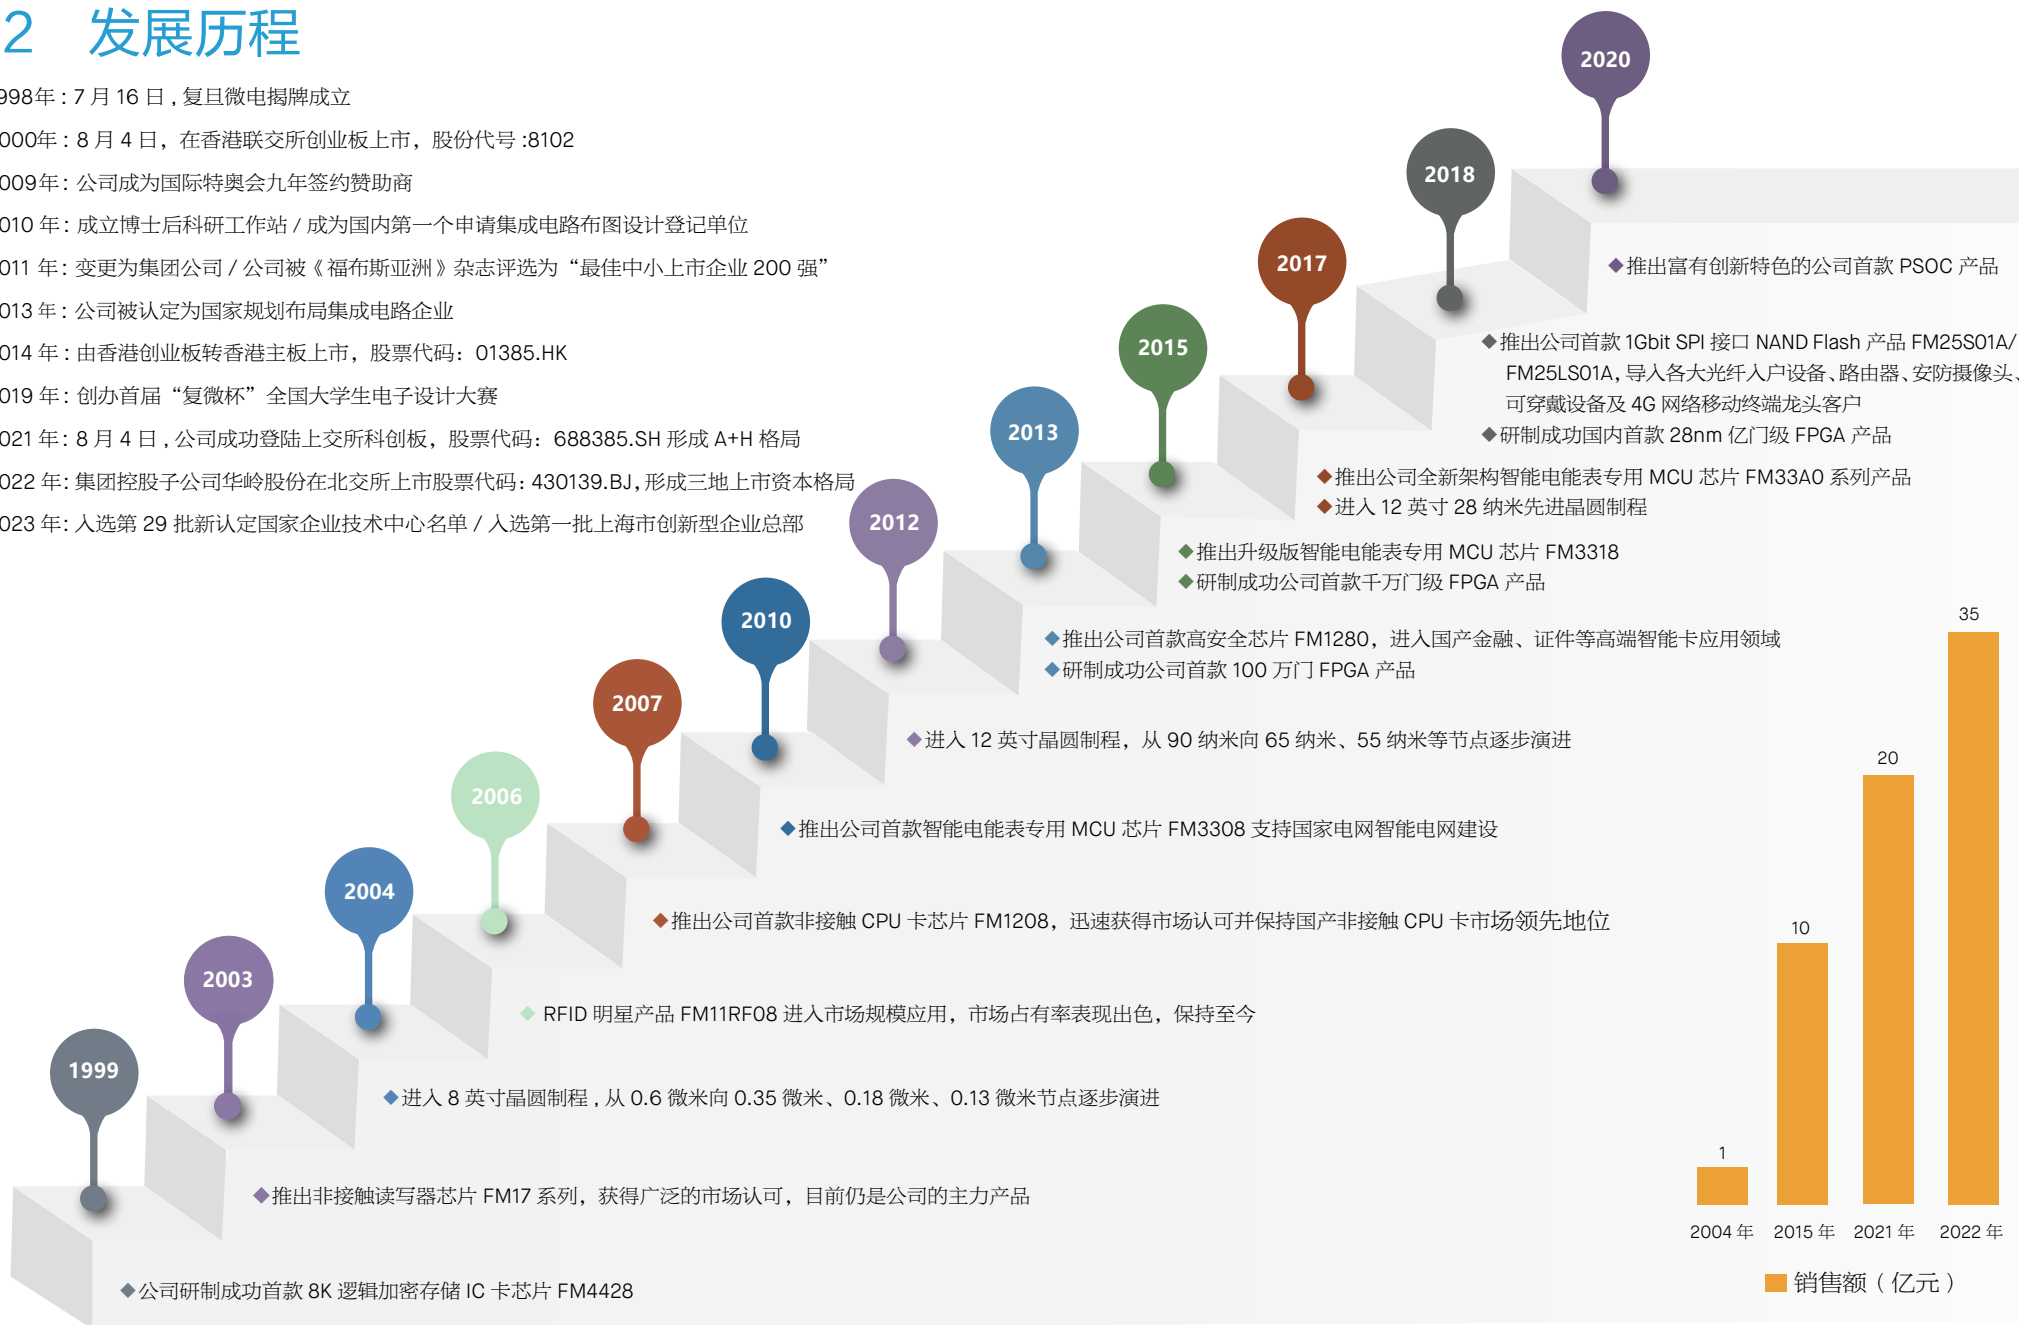 2 发展历程
998年：7 月 16 日，复旦微电揭牌成立
000年：8 月 4 日，在香港联交所创业板上市，股份代号 :8102
009年：公司成为国际特奥会九年签约赞助商
010 年：成立博士后科研工作站 / 成为国内第一个申请集成电路布图设计登记单位
011 年：变更为集团公司 / 公司被《福布斯亚洲》杂志评选为“最佳中小上市企业 200 强”
013 年：公司被认定为国家规划布局集成电路企业
014 年：由香港创业板转香港主板上市，股票代码：01385.HK
019 年：创办首届“复微杯”全国大学生电子设计大赛
021 年：8 月 4 日，公司成功登陆上交所科创板，股票代码：688385.SH 形成 A+H 格局
022 年：集团控股子公司华岭股份在北交所上市股票代码：430139.BJ，形成三地上市资本格局
023 年：入选第 29 批新认定国家企业技术中心名单 / 入选第一批上海市创新型企业总部
2020
◆推出富有创新特色的公司首款 PSOC 产品
2018
◆推出公司首款 1Gbit SPI 接口 NAND Flash 产品 FM25S01A/
FM25LS01A，导入各大光纤入户设备、路由器、安防摄像头、
可穿戴设备及 4G 网络移动终端龙头客户
◆研制成功国内首款 28nm 亿门级 FPGA 产品
2017
◆推出公司全新架构智能电能表专用 MCU 芯片 FM33A0 系列产品
◆进入 12 英寸 28 纳米先进晶圆制程
2015
◆推出升级版智能电能表专用 MCU 芯片 FM3318
◆研制成功公司首款千万门级 FPGA 产品
2013
◆推出公司首款高安全芯片 FM1280，进入国产金融、证件等高端智能卡应用领域
◆研制成功公司首款 100 万门 FPGA 产品
2012
◆进入 12 英寸晶圆制程，从 90 纳米向 65 纳米、55 纳米等节点逐步演进
2010
◆推出公司首款智能电能表专用 MCU 芯片 FM3308 支持国家电网智能电网建设
2007
◆推出公司首款非接触 CPU 卡芯片 FM1208，迅速获得市场认可并保持国产非接触 CPU 卡市场领先地位
2006
◆ RFID 明星产品 FM11RF08 进入市场规模应用，市场占有率表现出色，保持至今
2004
◆进入 8 英寸晶圆制程，从 0.6 微米向 0.35 微米、0.18 微米、0.13 微米节点逐步演进
2003
◆推出非接触读写器芯片 FM17 系列，获得广泛的市场认可，目前仍是公司的主力产品
1999
◆公司研制成功首款 8K 逻辑加密存储 IC 卡芯片 FM4428
1
10
20
35
2004 年
2015 年
2021 年
2022 年
销售额（亿元）